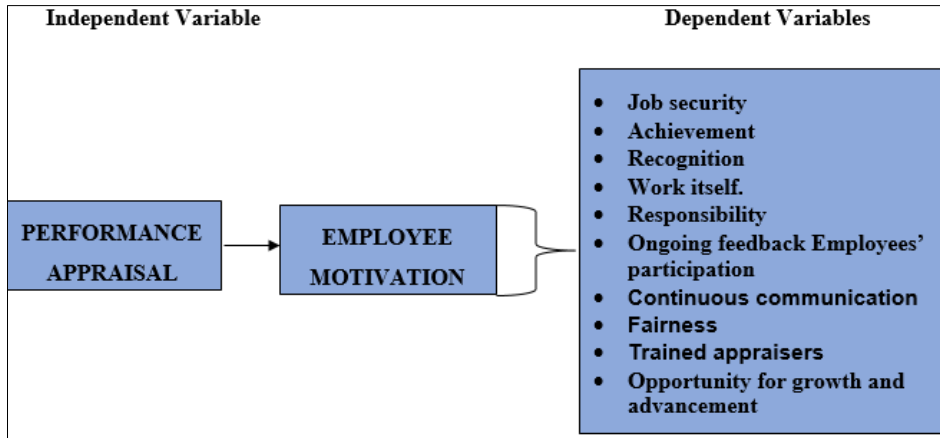 Independent Variable
Dependent Variables
PERFORMANCE
APPRAISAL
EMPLOYEE
MOTIVATION
• Job security
• Achievement
• Recognition
• Work itself.
• Responsibility
• Ongoing feedback Employees’
participation
• Continuous communication
• Fairness
• Trained appraisers
• Opportunity for growth and
advancement